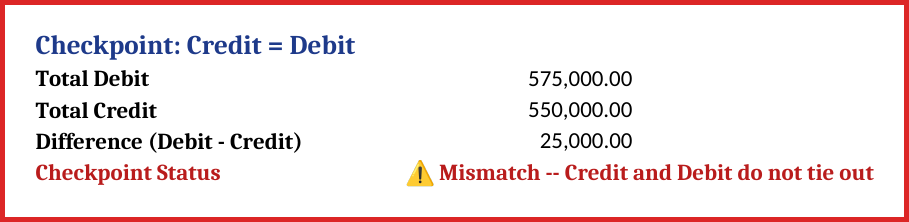 Checkpoint: Credit = Debit
Total Debit 575,000.00
Total Credit 550,000.00
Difference (Debit - Credit) 25,000.00
Checkpoint Status ⚠️ Mismatch -- Credit and Debit do not tie out